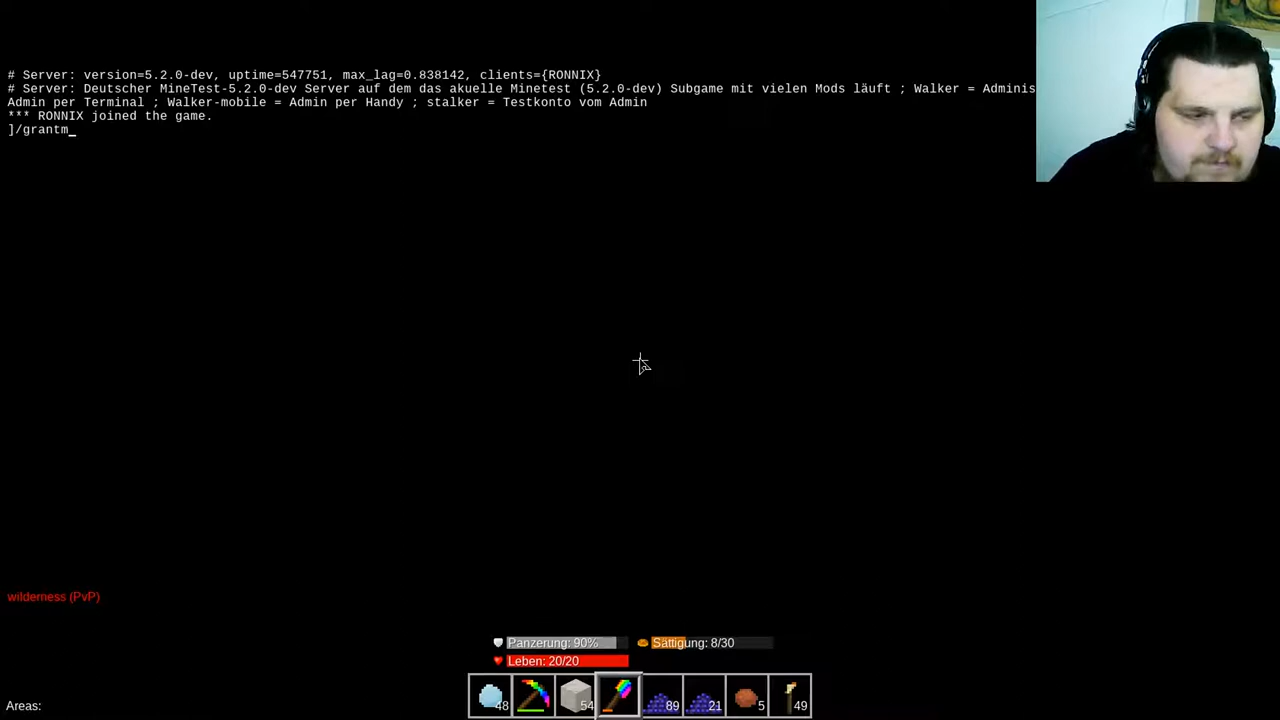 # Server: version=5.2.0-dev, uptime=547751, max_lag=0.838142, clients={RONNIX}
# Server: Deutscher MineTest-5.2.0-dev Server auf dem das akuelle Minetest (5.2.0-dev) Subgame mit vielen Mods läuft ; Walker = Adminis
Admin per Terminal ; Walker-mobile = Admin per Handy ; stalker = Testkonto vom Admin
*** RONNIX joined the game.
]/grantm_
wilderness (PvP)
Panzerung: 90% Sättigung: 8/30
Leben: 20/20
48 54 89 21 5 49
Areas: